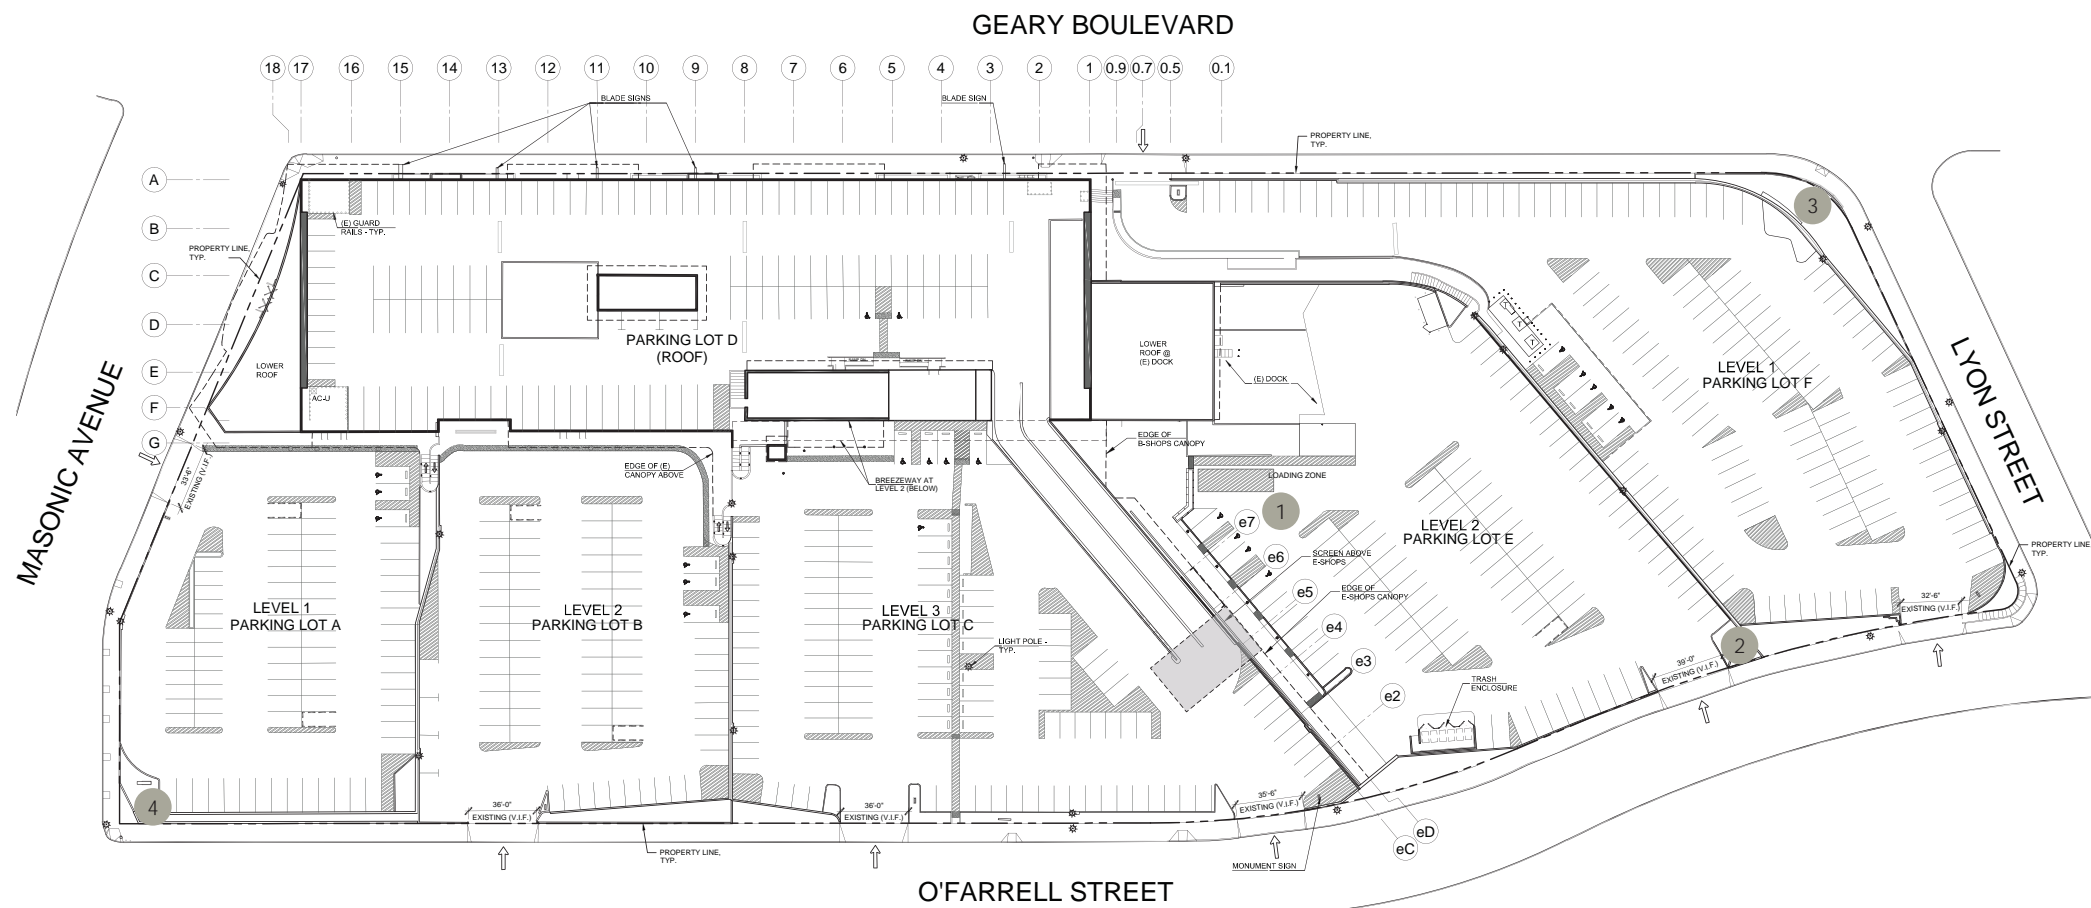 GEARY BOULEVARD
18 17 16 15 14 13 12 11 10 9 8 7 6 5 4 3 2 1 0.9 0.7 0.5 0.1
BLADE SIGNS
BLADE SIGN
PROPERTY LINE,
TYP.
A
B
C
D
E
F
G
3
(E) GUARD
RAILS - TYP.
PROPERTY LINE,
TYP.
PARKING LOT D
(ROOF)
LOWER
ROOF
AC-U
LOWER
ROOF @
(E) DOCK
(E) DOCK
LEVEL 1
PARKING LOT F
MASONIC AVENUE
LYON STREET
33'-6"
EXISTING (V.I.F.)
EDGE OF (E)
CANOPY ABOVE
BREEZEWAY AT
LEVEL 2 (BELOW)
EDGE OF
B-SHOPS CANOPY
LOADING ZONE
1
LEVEL 2
PARKING LOT E
e7
e6
e5
e4
e3
e2
eD
eC
SCREEN ABOVE
E-SHOPS
EDGE OF
E-SHOPS CANOPY
PROPERTY LINE
TYP.
32'-6"
EXISTING (V.I.F.)
LEVEL 1
PARKING LOT A
LEVEL 2
PARKING LOT B
LEVEL 3
PARKING LOT C
LIGHT POLE -
TYP.
2
39'-0"
EXISTING (V.I.F.)
TRASH
ENCLOSURE
4
36'-0"
EXISTING (V.I.F.)
36'-0"
EXISTING (V.I.F.)
35'-6"
EXISTING (V.I.F.)
PROPERTY LINE,
TYP.
MONUMENT SIGN
O'FARRELL STREET